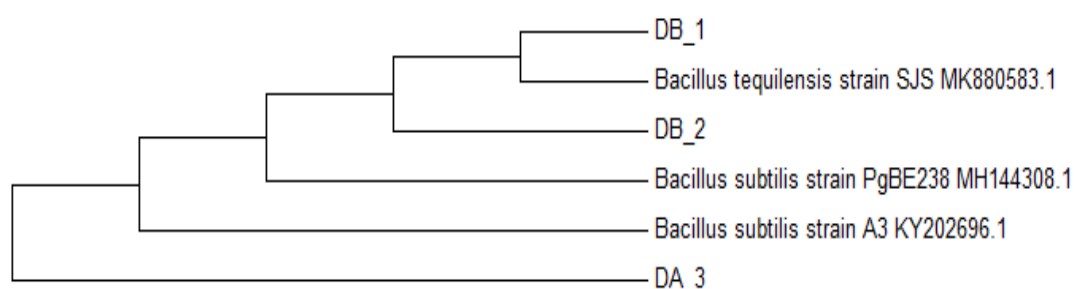 DB_1
Bacillus tequilensis strain SJS MK880583.1
DB_2
Bacillus subtilis strain PgBE238 MH144308.1
Bacillus subtilis strain A3 KY202696.1
DA_3